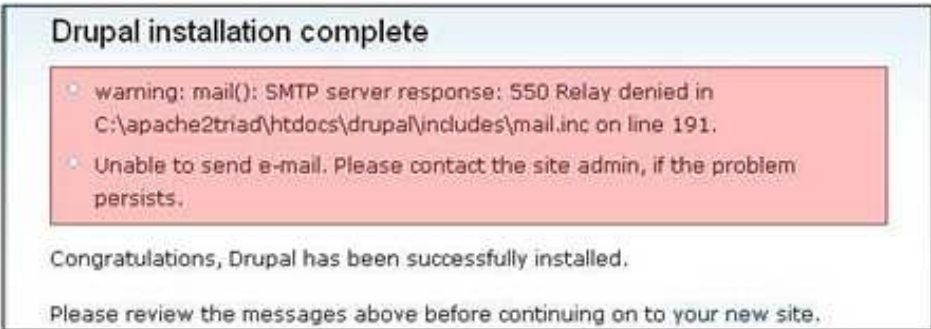 Drupal installation complete
warning: mail(): SMTP server response: 550 Relay denied in
C:\apache2triad\htdocs\drupal\includes\mail.inc on line 191.
Unable to send e-mail. Please contact the site admin, if the problem
persists.
Congratulations, Drupal has been successfully installed.
Please review the messages above before continuing on to your new site.